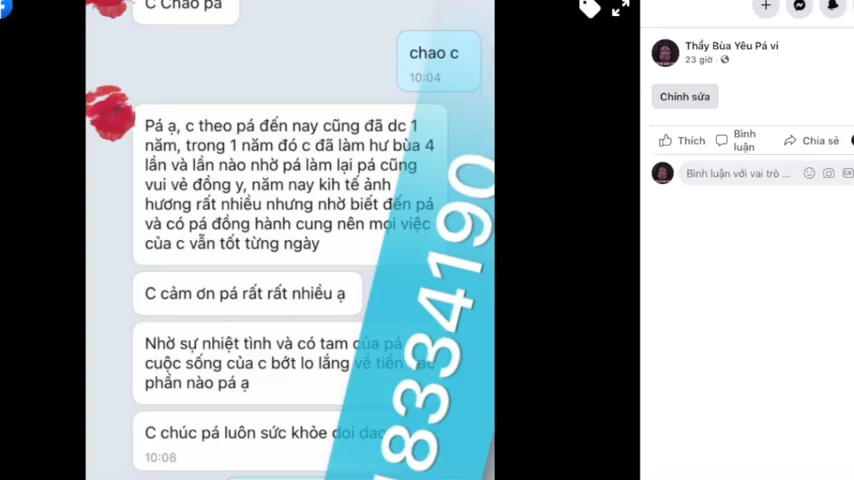 C Chào pá
chao c
10:04
Pá ạ, c theo pá đến nay cũng đã dc 1
năm, trong 1 năm đó c đã làm hư bùa 4
lần và lần nào nhờ pá làm lại pá cũng
vui vẻ đồng y, năm nay kih tế ảnh
hương rất nhiều nhưng nhờ biết đến pá
và có pá đồng hành cung nên mọi việc
của c vẫn tốt từng ngày
C cảm ơn pá rất rất nhiều ạ
Nhờ sự nhiệt tình và có tam của pá
cuộc sống của c bớt lo lắng về tiền bạc
phần nào pá ạ
C chúc pá luôn sức khỏe doi dao
10:08
18334190
Thầy Bùa Yêu Pá vi
23 giờ ·
Chỉnh sửa
Thích
Bình
luận
Chia sẻ
Bình luận với vai trò ...